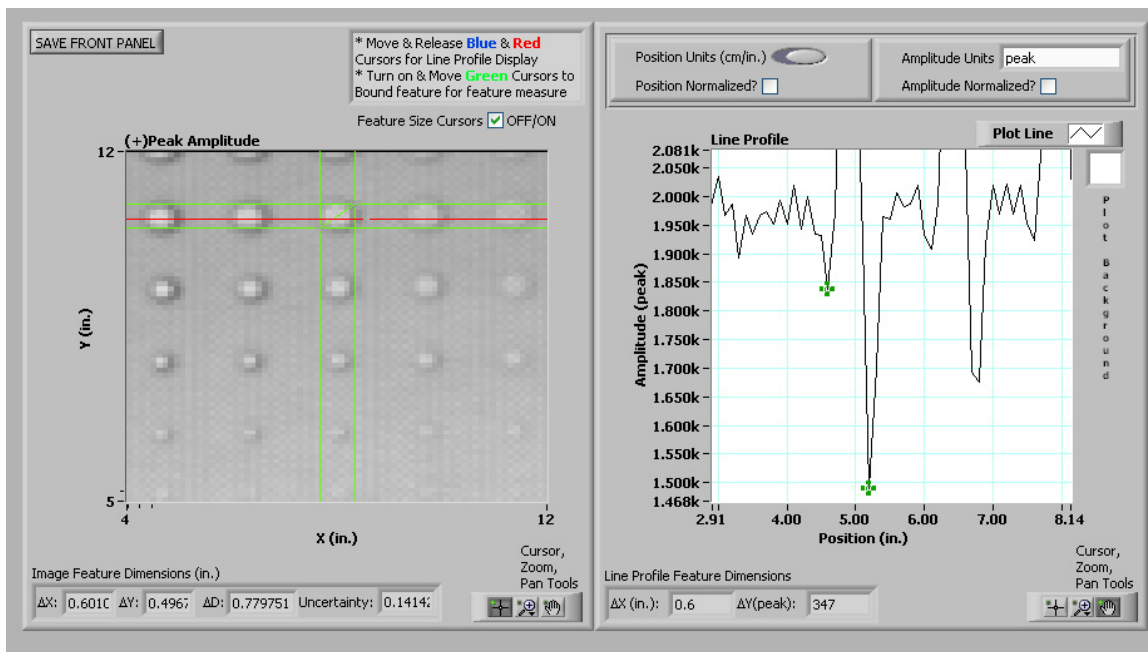 SAVE FRONT PANEL
* Move & Release Blue & Red
Cursors for Line Profile Display
* Turn on & Move Green Cursors to
Bound feature for feature measure
Feature Size Cursors OFF/ON
(+)Peak Amplitude
12
Y (in.)
5
4
12
X (in.)
Cursor,
Zoom,
Pan Tools
Image Feature Dimensions (in.)
ΔX: 0.601 ΔY: 0.4967 ΔD: 0.779751 Uncertainty: 0.1414
Position Units (cm/in.)
Position Normalized?
Amplitude Units peak
Amplitude Normalized?
Line Profile
Plot Line
2.081k
2.050k
2.000k
1.950k
1.900k
1.850k
1.800k
1.750k
1.700k
1.650k
1.600k
1.550k
1.500k
1.468k
Amplitude (peak)
2.91 4.00 5.00 6.00 7.00 8.14
Position (in.)
Plot Background
Cursor,
Zoom,
Pan Tools
Line Profile Feature Dimensions
ΔX (in.): 0.6 ΔY(peak): 347